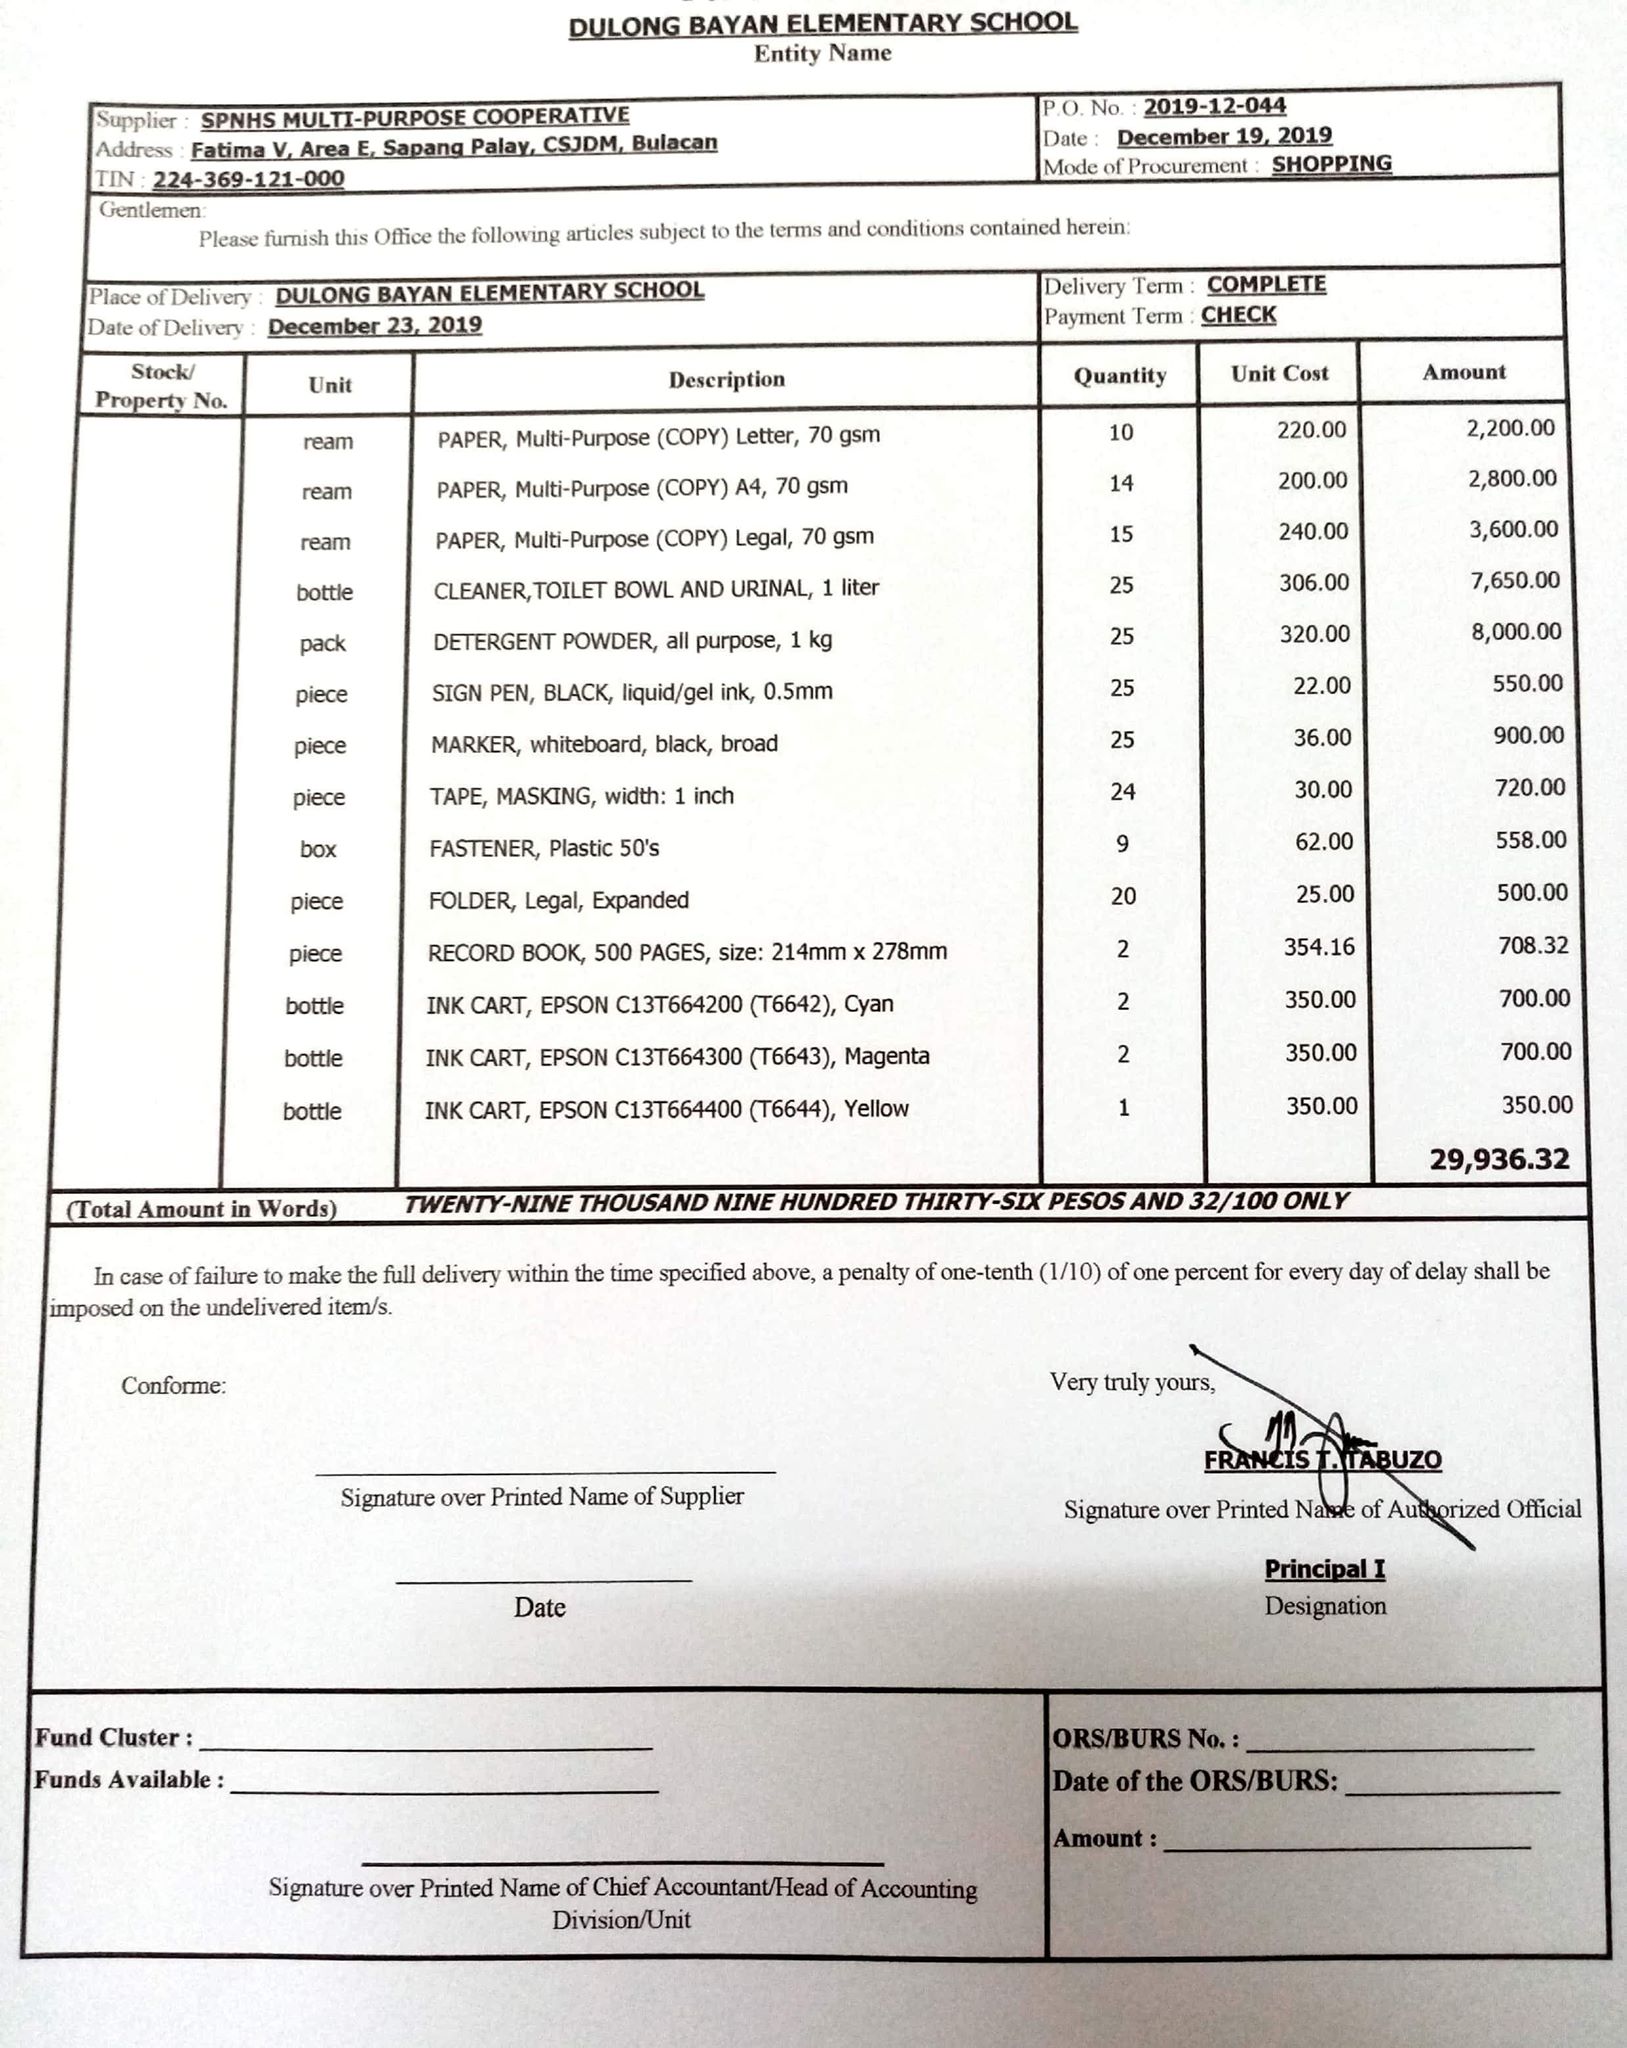 DULONG BAYAN ELEMENTARY SCHOOL
Entity Name
Supplier : SPNHS MULTI-PURPOSE COOPERATIVE
Address : Fatima V, Area E, Sapang Palay, CSJDM, Bulacan
TIN : 224-369-121-000
P.O. No. : 2019-12-044
Date : December 19, 2019
Mode of Procurement : SHOPPING
Gentlemen:
Please furnish this Office the following articles subject to the terms and conditions contained herein:
Place of Delivery : DULONG BAYAN ELEMENTARY SCHOOL
Date of Delivery : December 23, 2019
Delivery Term : COMPLETE
Payment Term : CHECK
Stock/ Property No. Unit Description Quantity Unit Cost Amount
ream PAPER, Multi-Purpose (COPY) Letter, 70 gsm 10 220.00 2,200.00
ream PAPER, Multi-Purpose (COPY) A4, 70 gsm 14 200.00 2,800.00
ream PAPER, Multi-Purpose (COPY) Legal, 70 gsm 15 240.00 3,600.00
bottle CLEANER,TOILET BOWL AND URINAL, 1 liter 25 306.00 7,650.00
pack DETERGENT POWDER, all purpose, 1 kg 25 320.00 8,000.00
piece SIGN PEN, BLACK, liquid/gel ink, 0.5mm 25 22.00 550.00
piece MARKER, whiteboard, black, broad 25 36.00 900.00
piece TAPE, MASKING, width: 1 inch 24 30.00 720.00
box FASTENER, Plastic 50's 9 62.00 558.00
piece FOLDER, Legal, Expanded 20 25.00 500.00
piece RECORD BOOK, 500 PAGES, size: 214mm x 278mm 2 354.16 708.32
bottle INK CART, EPSON C13T664200 (T6642), Cyan 2 350.00 700.00
bottle INK CART, EPSON C13T664300 (T6643), Magenta 2 350.00 700.00
bottle INK CART, EPSON C13T664400 (T6644), Yellow 1 350.00 350.00
29,936.32
(Total Amount in Words) TWENTY-NINE THOUSAND NINE HUNDRED THIRTY-SIX PESOS AND 32/100 ONLY
In case of failure to make the full delivery within the time specified above, a penalty of one-tenth (1/10) of one percent for every day of delay shall be
imposed on the undelivered item/s.
Conforme:
Very truly yours,
FRANCIS T. TABUZO
Signature over Printed Name of Supplier
Signature over Printed Name of Authorized Official
Principal I
Date
Designation
Fund Cluster :
Funds Available :
ORS/BURS No. :
Date of the ORS/BURS:
Amount :
Signature over Printed Name of Chief Accountant/Head of Accounting
Division/Unit